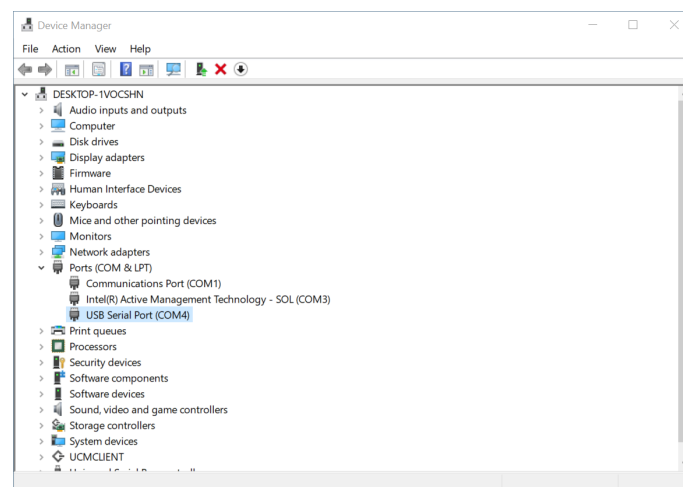 Device Manager
File Action View Help
DESKTOP-1VOCSHN
Audio inputs and outputs
Computer
Disk drives
Display adapters
Firmware
Human Interface Devices
Keyboards
Mice and other pointing devices
Monitors
Network adapters
Ports (COM & LPT)
Communications Port (COM1)
Intel(R) Active Management Technology - SOL (COM3)
USB Serial Port (COM4)
Print queues
Processors
Security devices
Software components
Software devices
Sound, video and game controllers
Storage controllers
System devices
UCMCLIENT